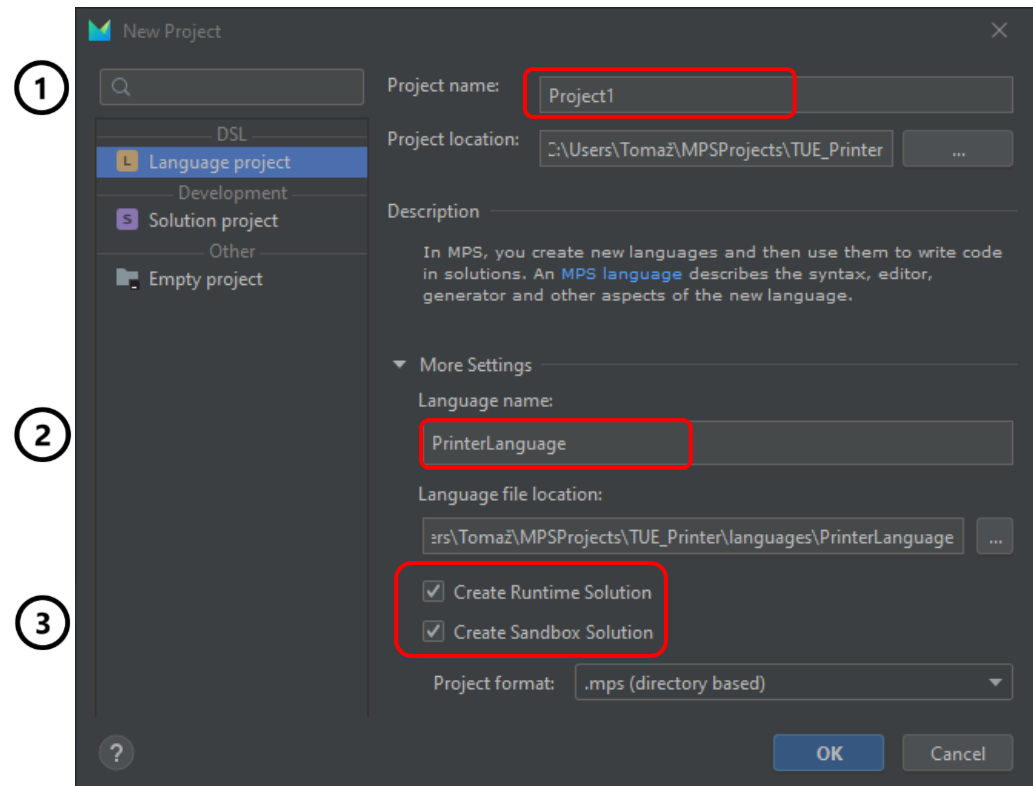 New Project
1
Project name:
Project1
DSL
L Language project
Project location:
C:\Users\Tomaž\MPSProjects\TUE_Printer
...
Development
S Solution project
Description
Other
Empty project
In MPS, you create new languages and then use them to write code
in solutions. An MPS language describes the syntax, editor,
generator and other aspects of the new language.
More Settings
Language name:
2
PrinterLanguage
Language file location:
ers\Tomaž\MPSProjects\TUE_Printer\languages\PrinterLanguage
...
Create Runtime Solution
3
Create Sandbox Solution
Project format:
.mps (directory based)
?
OK
Cancel